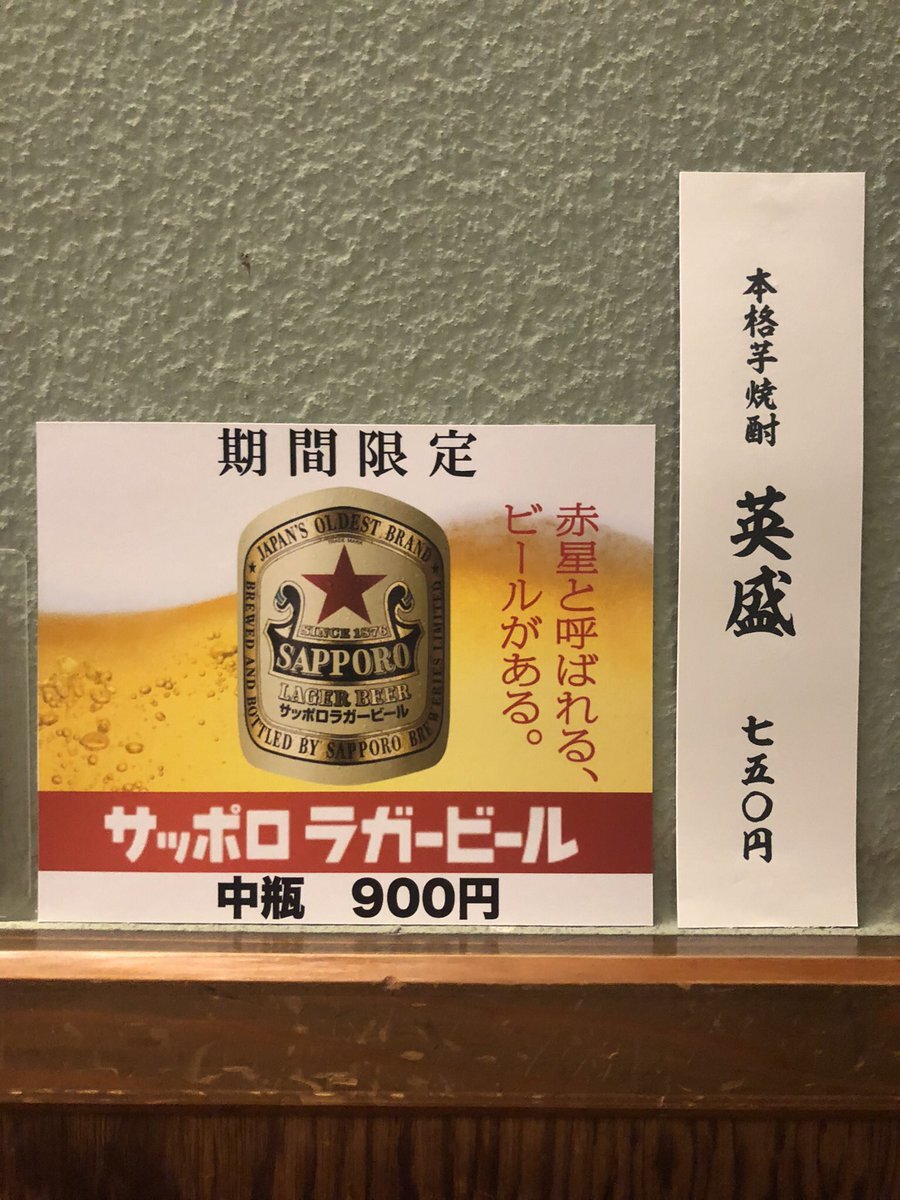 期間限定
赤星と呼ばれる、
ビールがある。
JAPAN'S OLDEST BRAND
TRADE MARK
SINCE 1876
SAPPORO
LAGER BEER
サッポロラガービール
BREWED AND BOTTLED BY SAPPORO BREWERIES LIMITED
サッポロ ラガービール
中瓶 900円
本格芋焼酎 英盛 七五〇円